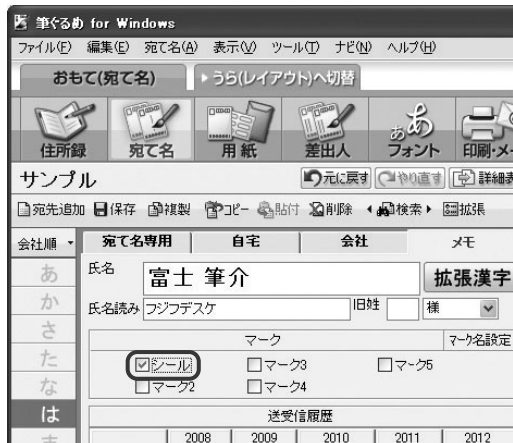 筆ぐるめ for Windows
ファイル(F) 編集(E) 宛て名(A) 表示(V) ツール(T) ナビ(N) ヘルプ(H)
おもて(宛て名) うら(レイアウト)へ切替
住所録 宛て名 用紙 差出人 フォント 印刷・メ
サンプル 元に戻す やり直す 詳細表
宛先追加 保存 複製 コピー 貼付 削除 検索 拡張
会社順 宛て名専用 自宅 会社 メモ
あ
か
さ
た
な
は
氏名 富士 筆介 拡張漢字
氏名読み フジフデスケ 旧姓 様
マーク マーク名設定
シール マーク3 マーク5
マーク2 マーク4
送受信履歴
2008 2009 2010 2011 2012